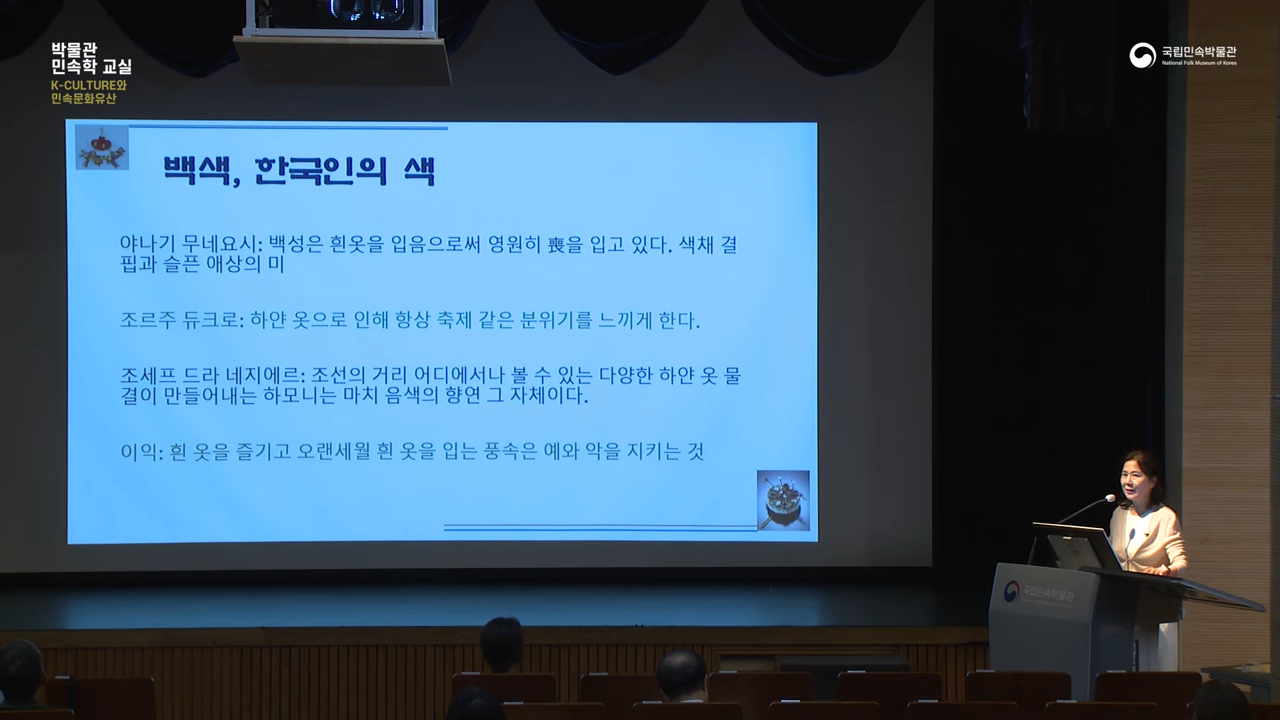 박물관
민속학 교실
K-CULTURE와
민속문화유산
국립민속박물관
National Folk Museum of Korea
백색, 한국인의 색
야나기 무네요시: 백성은 흰옷을 입음으로써 영원히 喪을 입고 있다. 색채 결
핍과 슬픈 애상의 미
조르주 듀크로: 하얀 옷으로 인해 항상 축제 같은 분위기를 느끼게 한다.
조세프 드라 네지에르: 조선의 거리 어디에서나 볼 수 있는 다양한 하얀 옷 물
결이 만들어내는 하모니는 마치 음색의 향연 그 자체이다.
이익: 흰 옷을 즐기고 오랜세월 흰 옷을 입는 풍속은 예와 악을 지키는 것
국립민속박물관